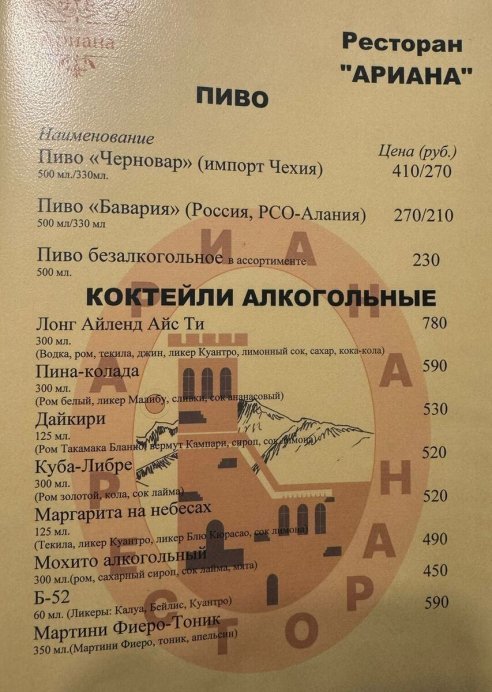 Ариана
Ресторан
"АРИАНА"
ПИВО
Наименование
Цена (руб.)
Пиво «Черновар» (импорт Чехия) 410/270
500 мл./330мл.
Пиво «Бавария» (Россия, РСО-Алания) 270/210
500 мл/330 мл
Пиво безалкогольное в ассортименте 230
500 мл.
КОКТЕЙЛИ АЛКОГОЛЬНЫЕ
Лонг Айленд Айс Ти 780
300 мл.
(Водка, ром, текила, джин, ликер Куантро, лимонный сок, сахар, кока-кола)
Пина-колада 590
300 мл.
(Ром белый, ликер Малибу, сливки, сок ананасовый)
Дайкири 530
125 мл.
(Ром Такамака Бланко, вермут Кампари, сироп, сок лимона)
Куба-Либре 520
300 мл.
(Ром золотой, кола, сок лайма)
Маргарита на небесах 520
125 мл.
(Текила, ликер Куантро, ликер Блю Кюрасао, сок лимона)
Мохито алкогольный 490
300 мл.(ром, сахарный сироп, сок лайма, мята)
Б-52 450
60 мл. (Ликеры: Калуа, Бейлис, Куантро)
Мартини Фиеро-Тоник 590
350 мл.(Мартини Фиеро, тоник, апельсин)
РЕСТОРАН АРИАНА